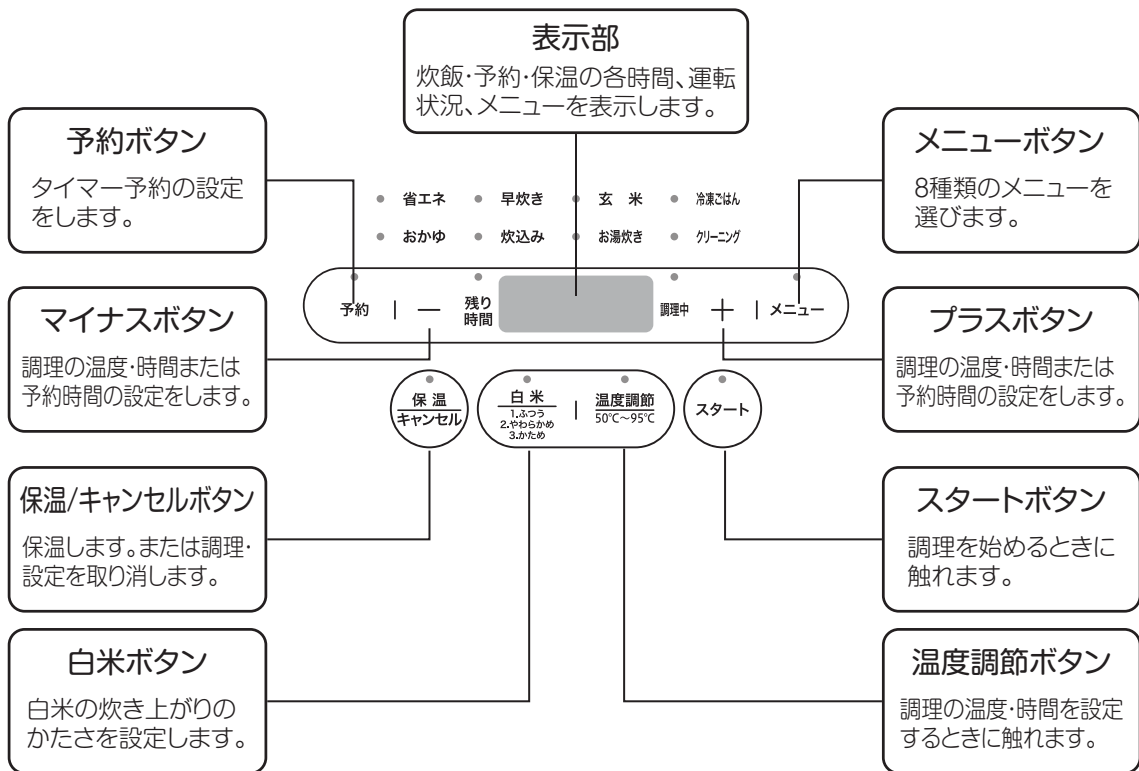 表示部
炊飯・予約・保温の各時間、運転
状況、メニューを表示します。
予約ボタン
タイマー予約の設定
をします。
メニューボタン
8種類のメニューを
選びます。
省エネ 早炊き 玄 米 冷凍ごはん
おかゆ 炊込み お湯炊き クリーニング
予約 | − 残り
時間 調理中 + | メニュー
マイナスボタン
調理の温度・時間または
予約時間の設定をします。
プラスボタン
調理の温度・時間または
予約時間の設定をします。
保 温
キャンセル
白 米
1.ふつう
2.やわらかめ
3.かため
|
温度調節
50℃～95℃
スタート
保温/キャンセルボタン
保温します。または調理・
設定を取り消します。
スタートボタン
調理を始めるときに
触れます。
白米ボタン
白米の炊き上がりの
かたさを設定します。
温度調節ボタン
調理の温度・時間を設定
するときに触れます。